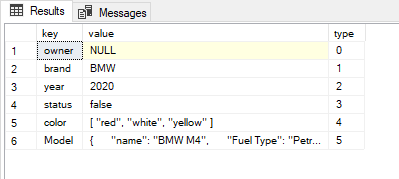 Results Messages
key value type
1 owner NULL 0
2 brand BMW 1
3 year 2020 2
4 status false 3
5 color [ "red", "white", "yellow" ] 4
6 Model { "name": "BMW M4", "Fuel Type": "Petr... 5